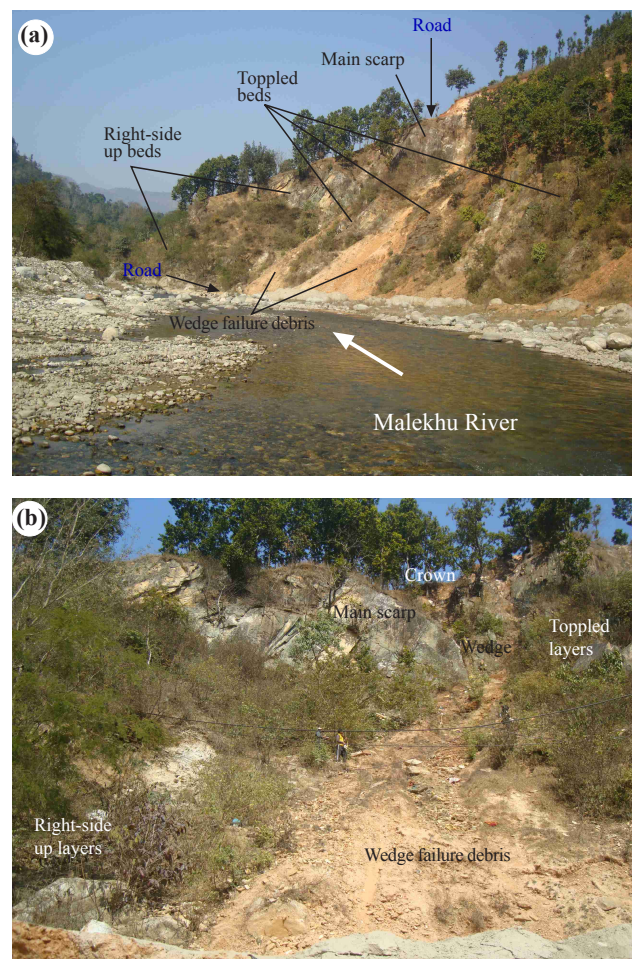 (a)
Road
Main scarp
Toppled
beds
Right-side
up beds
Road
Wedge failure debris
Malekhu River
(b)
Crown
Main scarp
Wedge
Toppled
layers
Right-side
up layers
Wedge failure debris